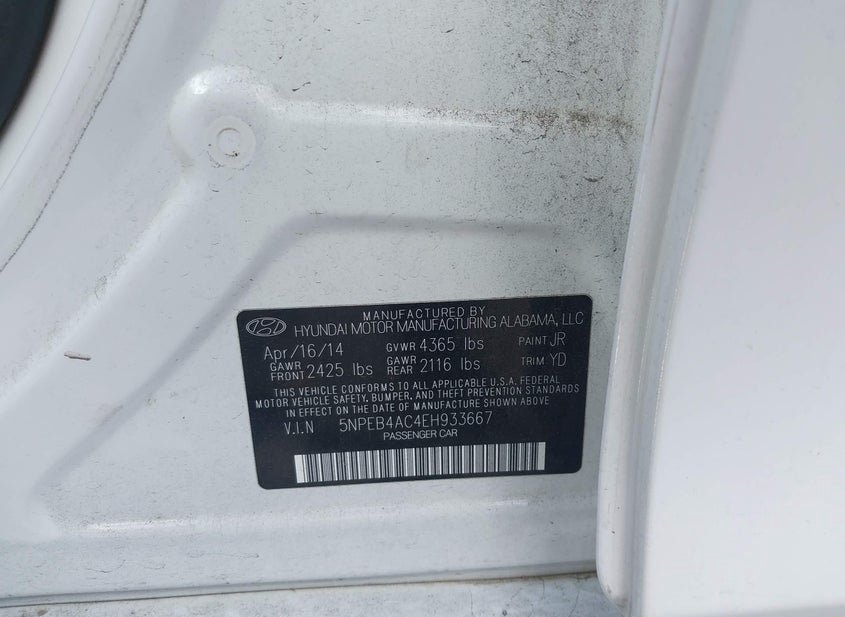 MANUFACTURED BY
HYUNDAI MOTOR MANUFACTURING ALABAMA, LLC
Apr/16/14 GVWR 4365 lbs PAINT JR
GAWR FRONT 2425 lbs GAWR REAR 2116 lbs TRIM YD
THIS VEHICLE CONFORMS TO ALL APPLICABLE U.S.A. FEDERAL
MOTOR VEHICLE SAFETY, BUMPER, AND THEFT PREVENTION STANDARDS
IN EFFECT ON THE DATE OF MANUFACTURE SHOWN ABOVE
V.I.N 5NPEB4AC4EH933667
PASSENGER CAR